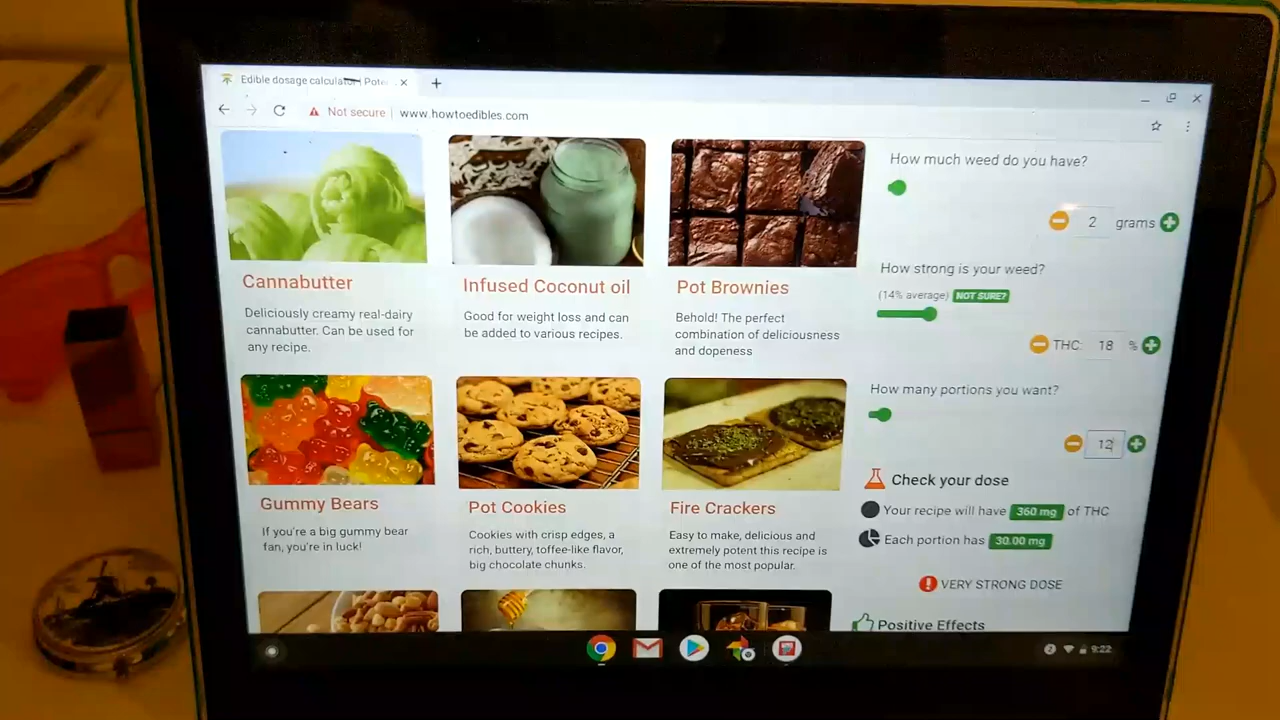 Edible dosage calculator | Pote
Not secure | www.howtoedibles.com
Cannabutter
Deliciously creamy real-dairy
cannabutter. Can be used for
any recipe.
Infused Coconut oil
Good for weight loss and can
be added to various recipes.
Pot Brownies
Behold! The perfect
combination of deliciousness
and dopeness
Gummy Bears
If you're a big gummy bear
fan, you're in luck!
Pot Cookies
Cookies with crisp edges, a
rich, buttery, toffee-like flavor,
big chocolate chunks.
Fire Crackers
Easy to make, delicious and
extremely potent this recipe is
one of the most popular.
How much weed do you have?
2 grams
How strong is your weed?
(14% average) NOT SURE?
THC: 18 %
How many portions you want?
12
Check your dose
Your recipe will have 360 mg of THC
Each portion has 30.00 mg
VERY STRONG DOSE
Positive Effects
9:22